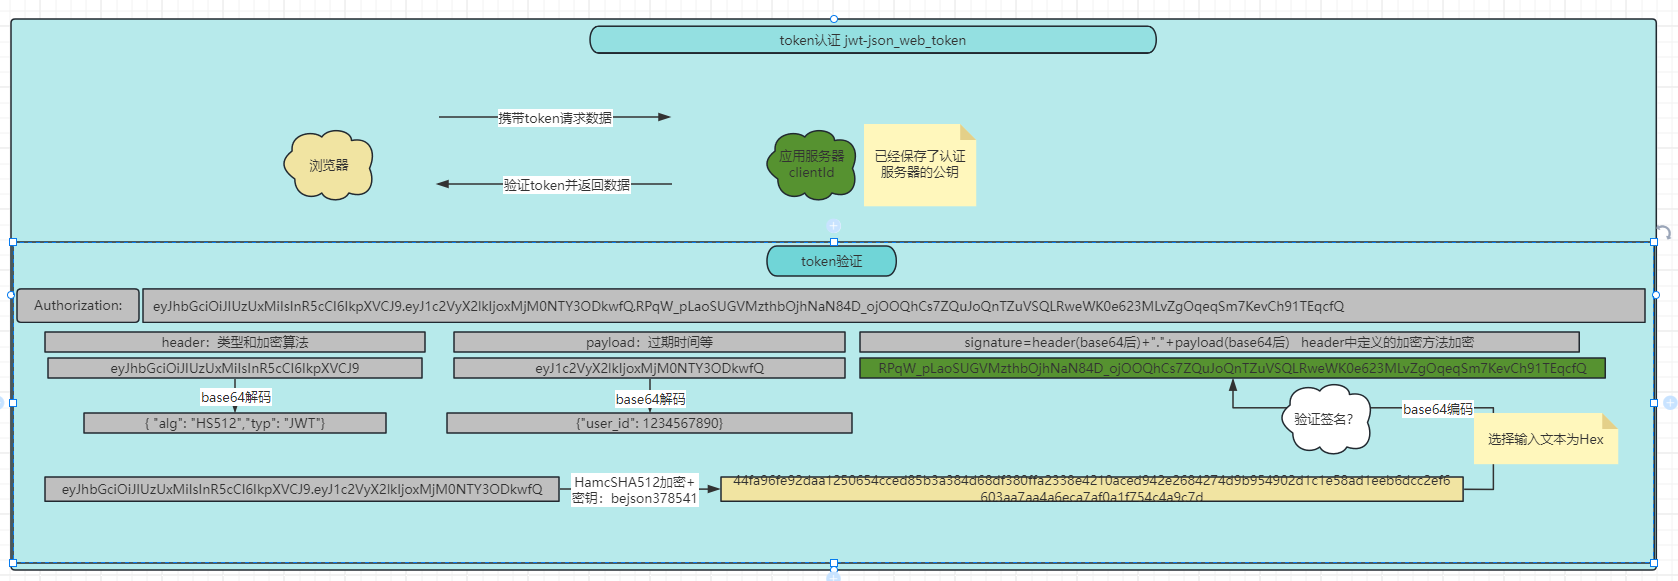 token认证 jwt-json_web_token
携带token请求数据
浏览器
应用服务器
clientId
已经保存了认证
服务器的公钥
验证token并返回数据
token验证
Authorization:
eyJhbGciOiJIUzUxMiIsInR5cCI6IkpXVCJ9.eyJ1c2VyX2lkIjoxMjM0NTY3ODkwfQ.RPqW_pLaoSUGVMzthbOjhNaN84D_ojOOQhCs7ZQuJoQnTZuVSQLRweWK0e623MLvZgOqeqSm7KevCh91TEqcfQ
header：类型和加密算法
payload：过期时间等
signature=header(base64后)+"."+payload(base64后） header中定义的加密方法加密
eyJhbGciOiJIUzUxMiIsInR5cCI6IkpXVCJ9
eyJ1c2VyX2lkIjoxMjM0NTY3ODkwfQ
RPqW_pLaoSUGVMzthbOjhNaN84D_ojOOQhCs7ZQuJoQnTZuVSQLRweWK0e623MLvZgOqeqSm7KevCh91TEqcfQ
base64解码
base64解码
{ "alg": "HS512","typ": "JWT"}
{"user_id": 1234567890}
验证签名？
base64编码
选择输入文本为Hex
eyJhbGciOiJIUzUxMiIsInR5cCI6IkpXVCJ9.eyJ1c2VyX2lkIjoxMjM0NTY3ODkwfQ
HamcSHA512加密+
密钥：bejson378541
44fa96fe92daa1250654cced85b3a384d68df380ffa2338e4210aced942e2684274d9b954902d1c1e58ad1eeb6dcc2ef6
603aa7aa4a6eca7af0a1f754c4a9c7d